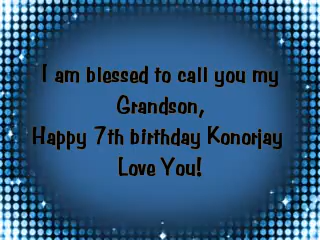 I am blessed to call you my
Grandson,
Happy 7th birthday Konorjay
Love You!